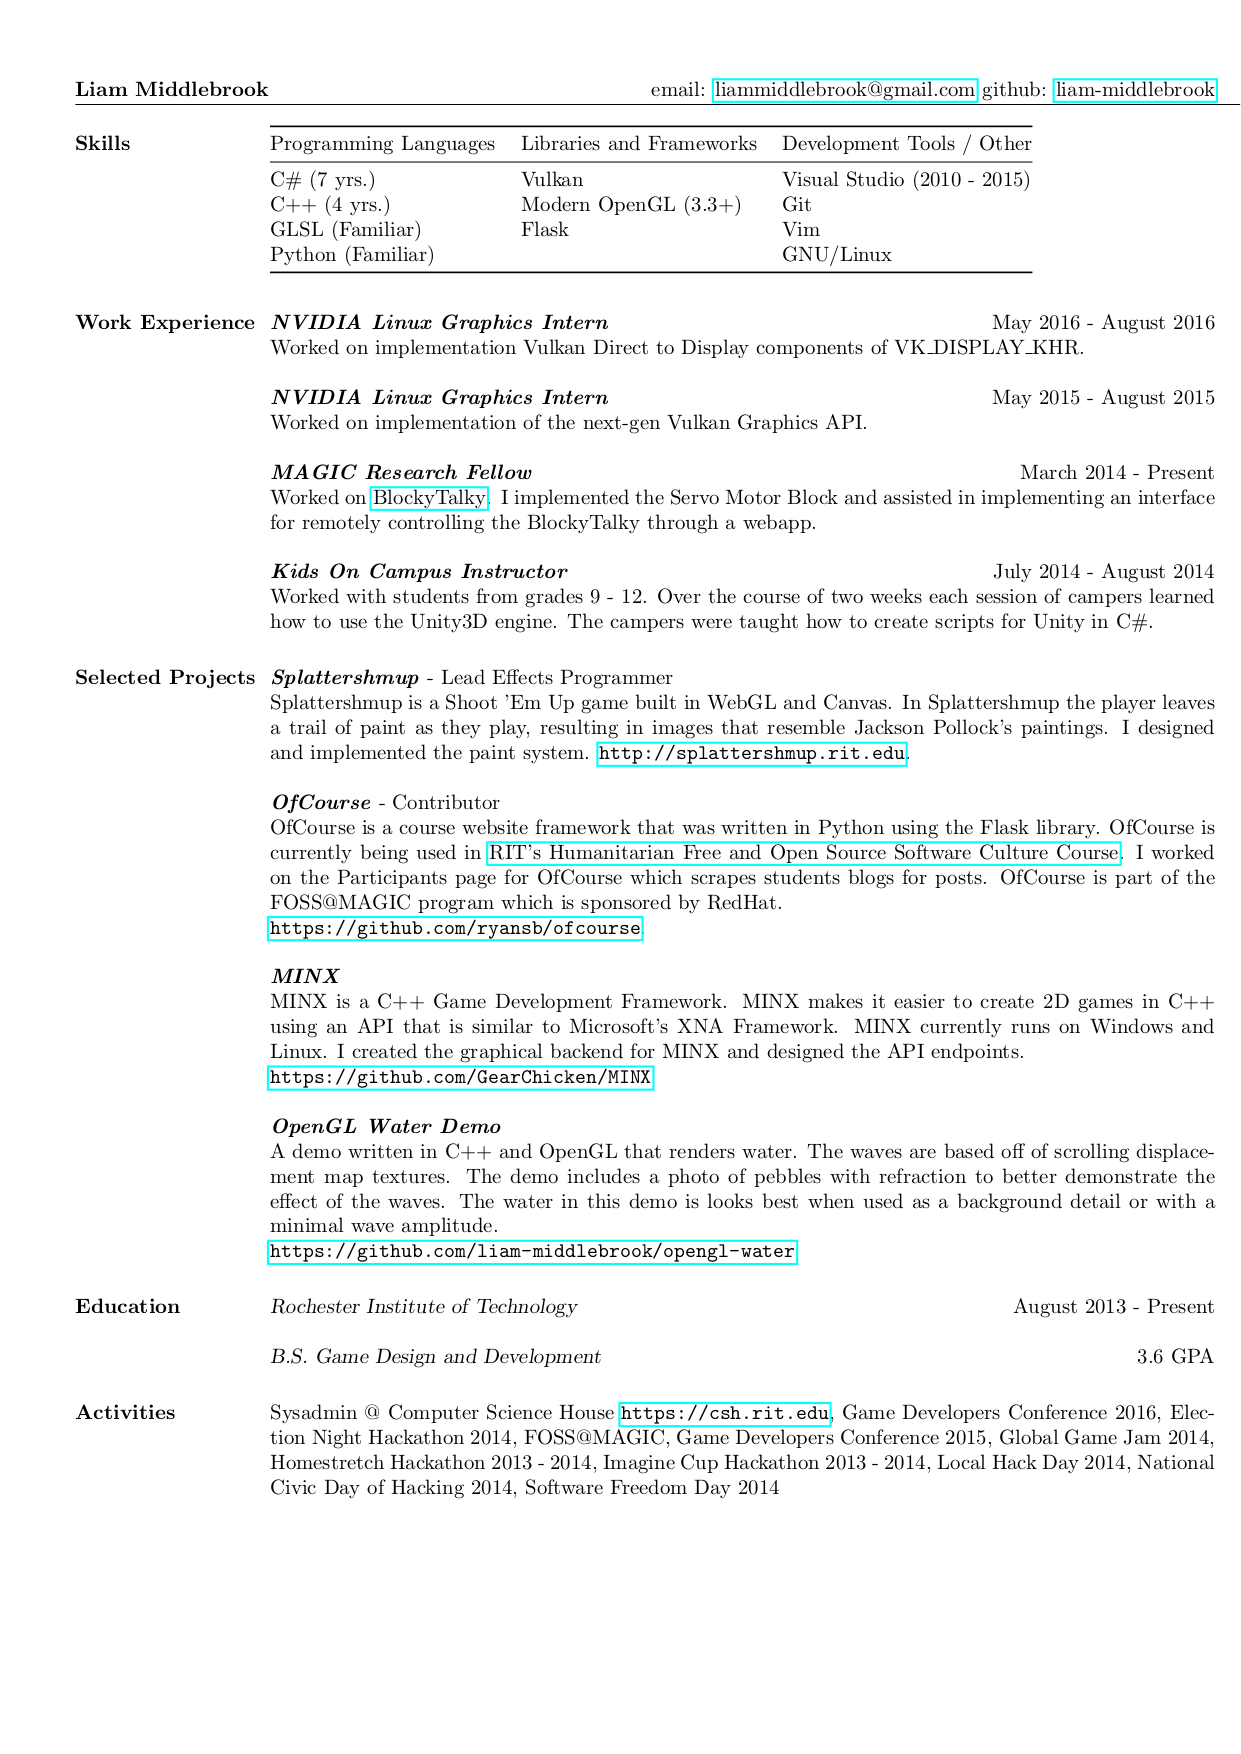 Liam Middlebrook email: liammiddlebrook@gmail.com github: liam-middlebrook
Skills Programming Languages Libraries and Frameworks Development Tools / Other
C# (7 yrs.) Vulkan Visual Studio (2010 - 2015)
C++ (4 yrs.) Modern OpenGL (3.3+) Git
GLSL (Familiar) Flask Vim
Python (Familiar) GNU/Linux
Work Experience NVIDIA Linux Graphics Intern May 2016 - August 2016
Worked on implementation Vulkan Direct to Display components of VK_DISPLAY_KHR.
NVIDIA Linux Graphics Intern May 2015 - August 2015
Worked on implementation of the next-gen Vulkan Graphics API.
MAGIC Research Fellow March 2014 - Present
Worked on BlockyTalky. I implemented the Servo Motor Block and assisted in implementing an interface
for remotely controlling the BlockyTalky through a webapp.
Kids On Campus Instructor July 2014 - August 2014
Worked with students from grades 9 - 12. Over the course of two weeks each session of campers learned
how to use the Unity3D engine. The campers were taught how to create scripts for Unity in C#.
Selected Projects Splattershmup - Lead Effects Programmer
Splattershmup is a Shoot 'Em Up game built in WebGL and Canvas. In Splattershmup the player leaves
a trail of paint as they play, resulting in images that resemble Jackson Pollock's paintings. I designed
and implemented the paint system. http://splattershmup.rit.edu.
OfCourse - Contributor
OfCourse is a course website framework that was written in Python using the Flask library. OfCourse is
currently being used in RIT's Humanitarian Free and Open Source Software Culture Course. I worked
on the Participants page for OfCourse which scrapes students blogs for posts. OfCourse is part of the
FOSS@MAGIC program which is sponsored by RedHat.
https://github.com/ryansb/ofcourse.
MINX
MINX is a C++ Game Development Framework. MINX makes it easier to create 2D games in C++
using an API that is similar to Microsoft's XNA Framework. MINX currently runs on Windows and
Linux. I created the graphical backend for MINX and designed the API endpoints.
https://github.com/GearChicken/MINX
OpenGL Water Demo
A demo written in C++ and OpenGL that renders water. The waves are based off of scrolling displace-
ment map textures. The demo includes a photo of pebbles with refraction to better demonstrate the
effect of the waves. The water in this demo is looks best when used as a background detail or with a
minimal wave amplitude.
https://github.com/liam-middlebrook/opengl-water
Education Rochester Institute of Technology August 2013 - Present
B.S. Game Design and Development 3.6 GPA
Activities Sysadmin @ Computer Science House https://csh.rit.edu, Game Developers Conference 2016, Elec-
tion Night Hackathon 2014, FOSS@MAGIC, Game Developers Conference 2015, Global Game Jam 2014,
Homestretch Hackathon 2013 - 2014, Imagine Cup Hackathon 2013 - 2014, Local Hack Day 2014, National
Civic Day of Hacking 2014, Software Freedom Day 2014